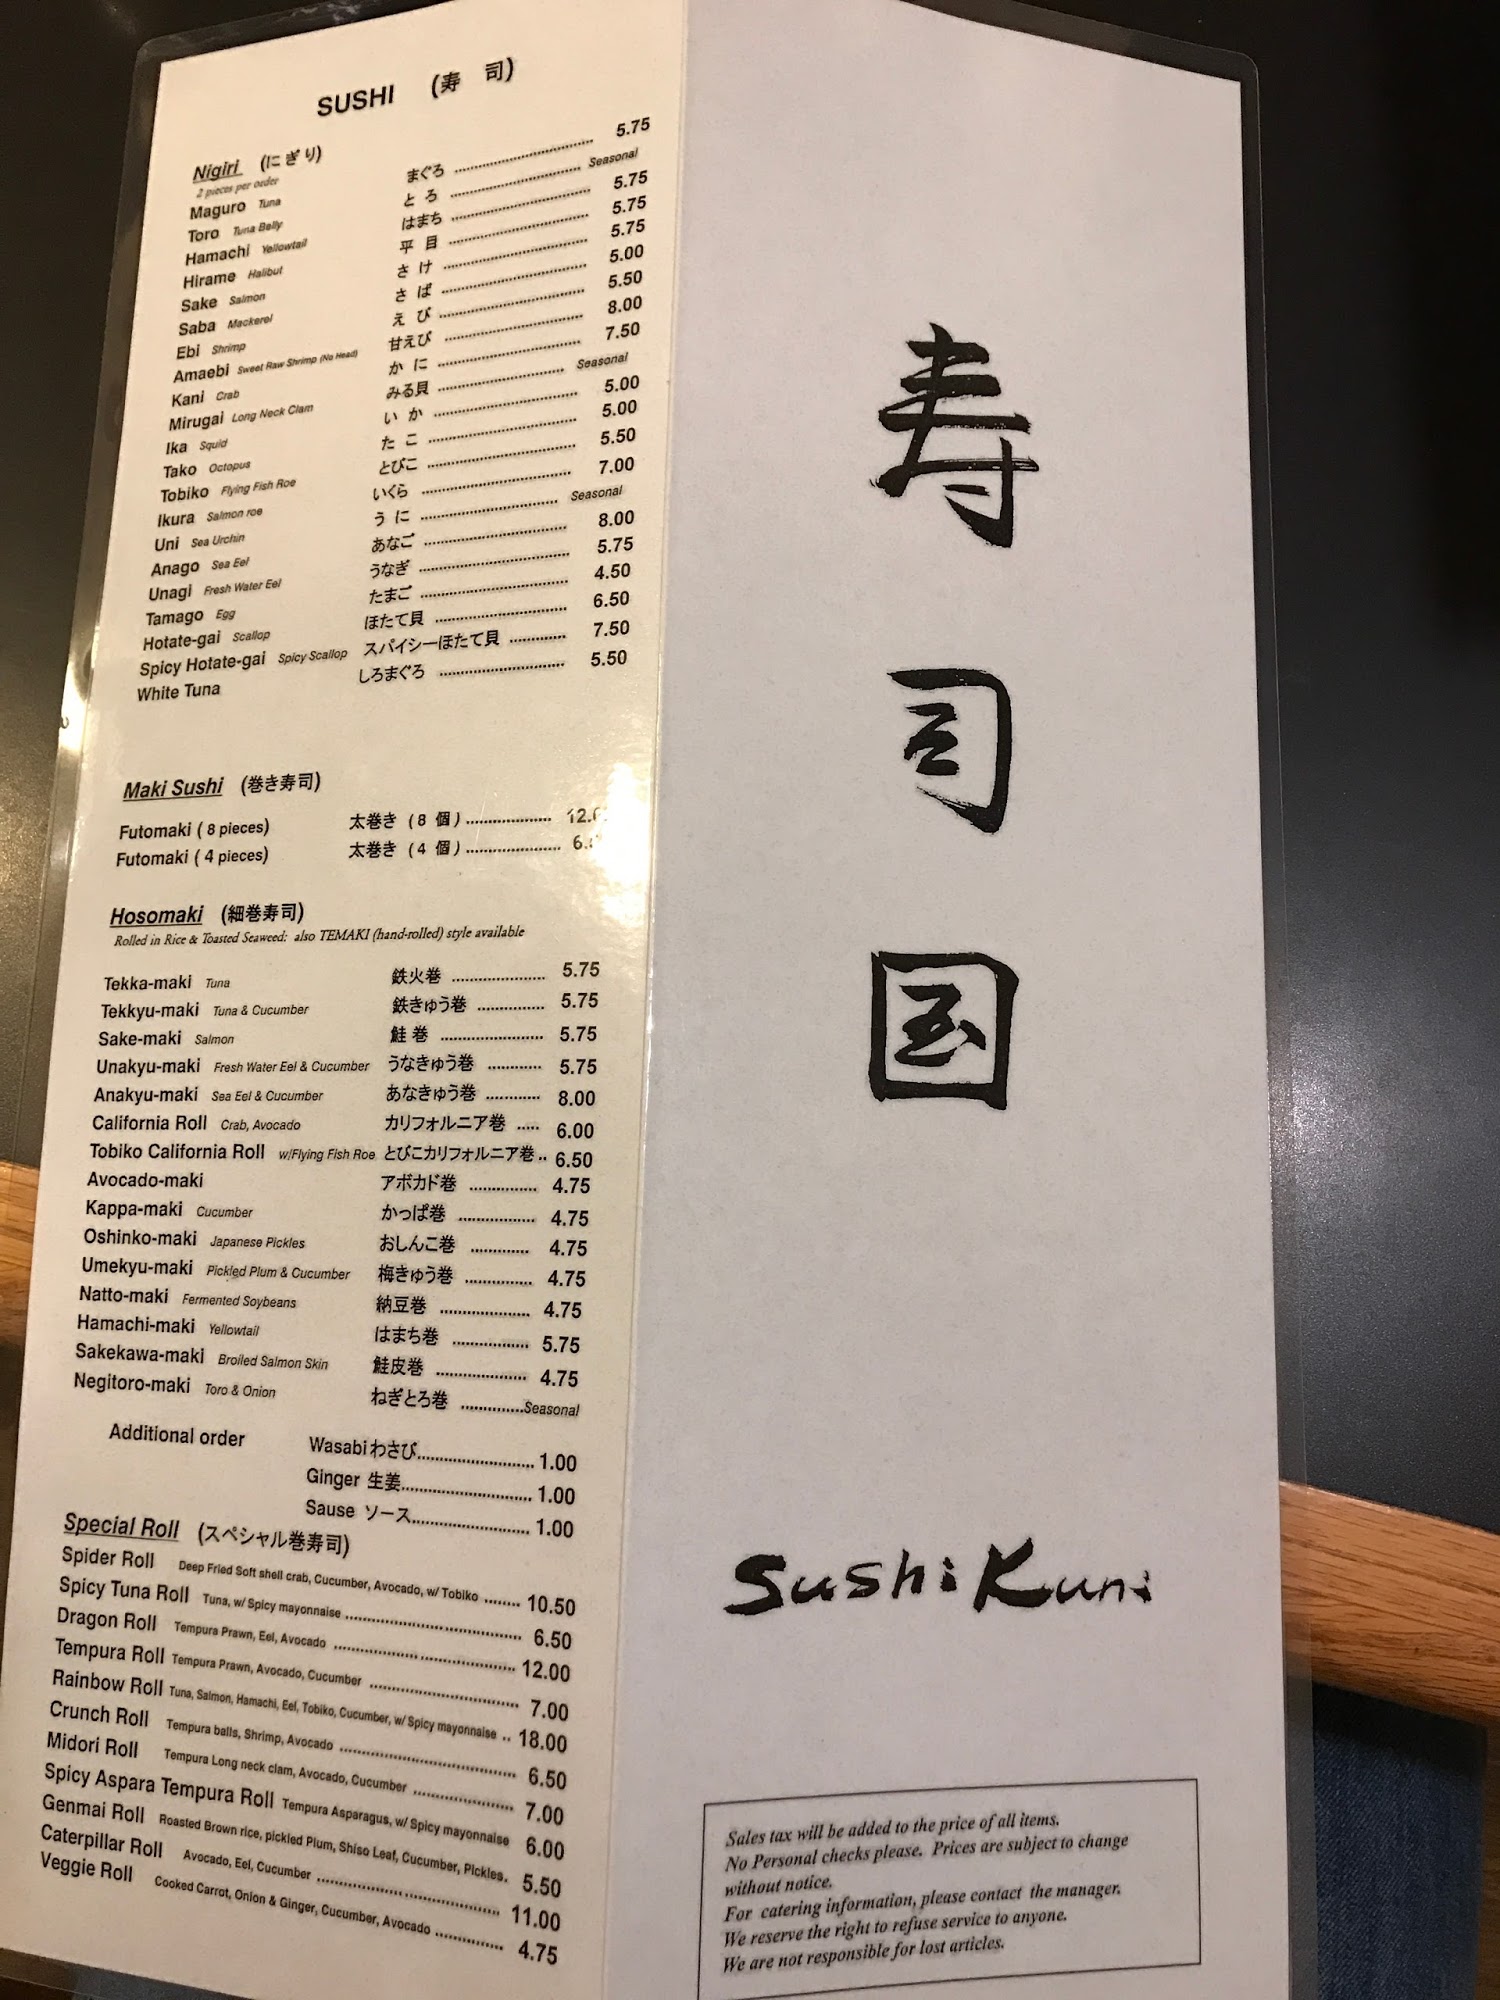 SUSHI (寿 司)
Nigiri (にぎり)
2 pieces per order
Maguro Tuna まぐろ 5.75
Toro Tuna Belly とろ Seasonal
Hamachi Yellowtail はまち 5.75
Hirame Halibut 平目 5.75
Sake Salmon さけ 5.75
Saba Mackerel さば 5.00
Ebi Shrimp えび 5.50
Amaebi Sweet Raw Shrimp (No Head) 甘えび 8.00
Kani Crab かに 7.50
Mirugai Long Neck Clam みる貝 Seasonal
Ika Squid いか 5.00
Tako Octopus たこ 5.00
Tobiko Flying Fish Roe とびこ 5.50
Ikura Salmon roe いくら 7.00
Uni Sea Urchin うに Seasonal
Anago Sea Eel あなご 8.00
Unagi Fresh Water Eel うなぎ 5.75
Tamago Egg たまご 4.50
Hotate-gai Scallop ほたて貝 6.50
Spicy Hotate-gai Spicy Scallop スパイシーほたて貝 7.50
White Tuna しろまぐろ 5.50
Maki Sushi (巻き寿司)
Futomaki ( 8 pieces) 太巻き ( 8 個 )
Futomaki ( 4 pieces) 太巻き ( 4 個 )
Hosomaki (細巻寿司)
Rolled in Rice & Toasted Seaweed: also TEMAKI (hand-rolled) style available
Tekka-maki Tuna 鉄火巻 5.75
Tekkyu-maki Tuna & Cucumber 鉄きゅう巻 5.75
Sake-maki Salmon 鮭巻 5.75
Unakyu-maki Fresh Water Eel & Cucumber うなきゅう巻 5.75
Anakyu-maki Sea Eel & Cucumber あなきゅう巻 8.00
California Roll Crab, Avocado カリフォルニア巻 6.00
Tobiko California Roll w/Flying Fish Roe とびこカリフォルニア巻 6.50
Avocado-maki アボカド巻 4.75
Kappa-maki Cucumber かっぱ巻 4.75
Oshinko-maki Japanese Pickles おしんこ巻 4.75
Umekyu-maki Pickled Plum & Cucumber 梅きゅう巻 4.75
Natto-maki Fermented Soybeans 納豆巻 4.75
Hamachi-maki Yellowtail はまち巻 5.75
Sakekawa-maki Broiled Salmon Skin 鮭皮巻 4.75
Negitoro-maki Toro & Onion ねぎとろ巻 Seasonal
Additional order Wasabi わさび 1.00
Ginger 生姜 1.00
Sause ソース 1.00
Special Roll (スペシャル巻寿司)
Spider Roll Deep Fried Soft shell crab, Cucumber, Avocado, w/ Tobiko 10.50
Spicy Tuna Roll Tuna, w/ Spicy mayonnaise 6.50
Dragon Roll Tempura Prawn, Eel, Avocado 12.00
Tempura Roll Tempura Prawn, Avocado, Cucumber 7.00
Rainbow Roll Tuna, Salmon, Hamachi, Eel, Tobiko, Cucumber, w/ Spicy mayonnaise 18.00
Crunch Roll Tempura balls, Shrimp, Avocado 6.50
Midori Roll Tempura Long neck clam, Avocado, Cucumber 7.00
Spicy Aspara Tempura Roll Tempura Asparagus, w/ Spicy mayonnaise 6.00
Genmai Roll Roasted Brown rice, pickled Plum, Shiso Leaf, Cucumber, Pickles. 5.50
Caterpillar Roll Avocado, Eel, Cucumber 11.00
Veggie Roll Cooked Carrot, Onion & Ginger, Cucumber, Avocado 4.75
寿司国
Sushi Kuni
Sales tax will be added to the price of all items.
No Personal checks please. Prices are subject to change
without notice.
For catering information, please contact the manager.
We reserve the right to refuse service to anyone.
We are not responsible for lost articles.